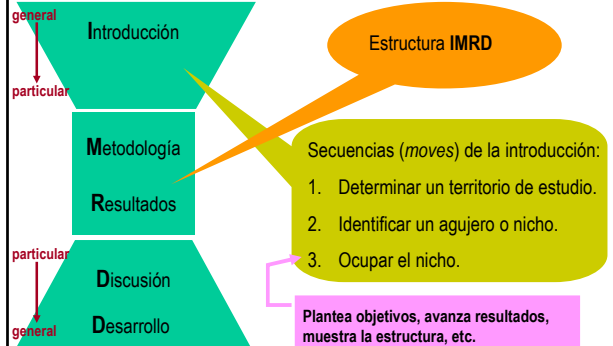 general
Introducción
particular
Estructura IMRD
Metodología
Resultados
Secuencias (moves) de la introducción:
1. Determinar un territorio de estudio.
2. Identificar un agujero o nicho.
3. Ocupar el nicho.
particular
Discusión
Desarrollo
general
Plantea objetivos, avanza resultados,
muestra la estructura, etc.